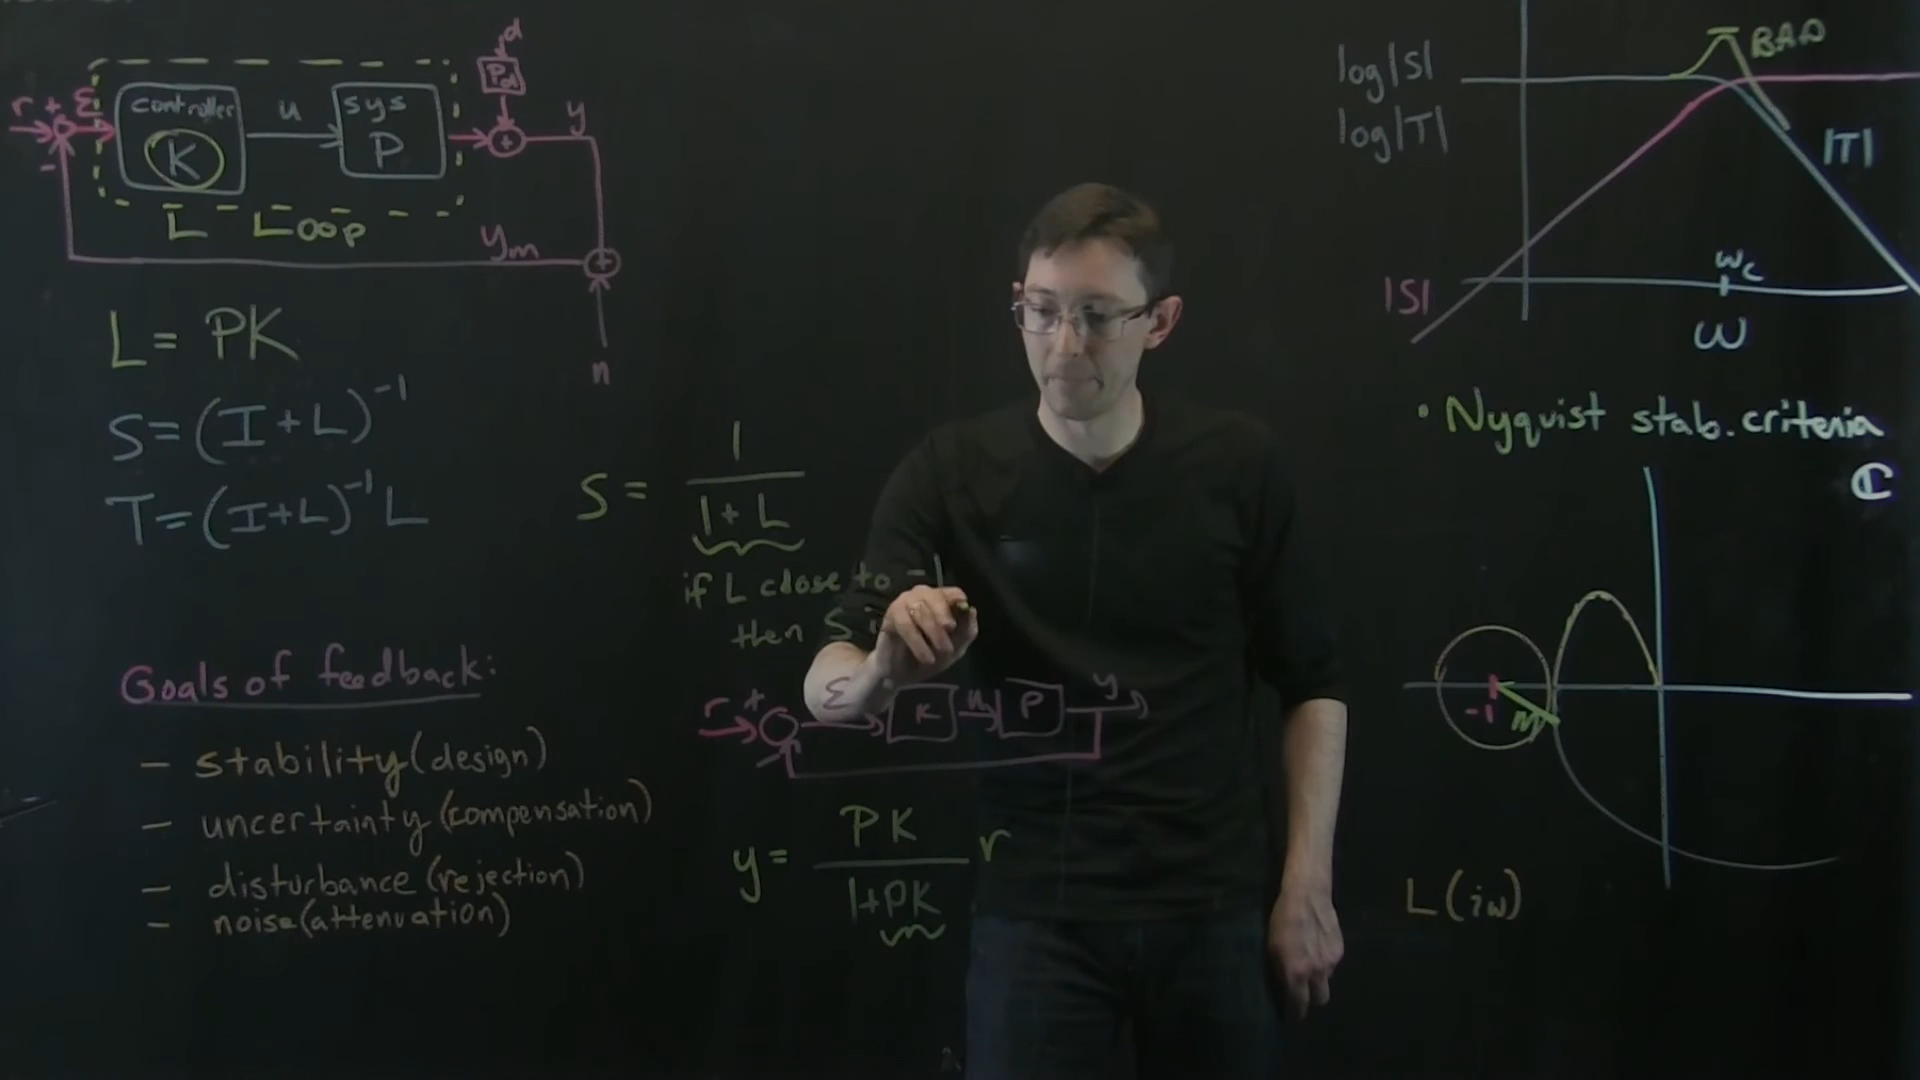 d
P_d
r + ε controller K u sys P + y
-
L Loop
y_m +
n
L = PK
S = (I+L)^{-1}
T = (I+L)^{-1} L
Goals of feedback:
- stability (design)
- uncertainty (compensation)
- disturbance (rejection)
- noise (attenuation)
S = 1 / (1 + L)
if L close to -1
then S i
r + ε K u P y
-
y = PK / (1+PK) r
log|S|
log|T|
BAD
|T|
|S|
ω_c
ω
• Nyquist stab. criteria
ℂ
-1 m
L(iω)